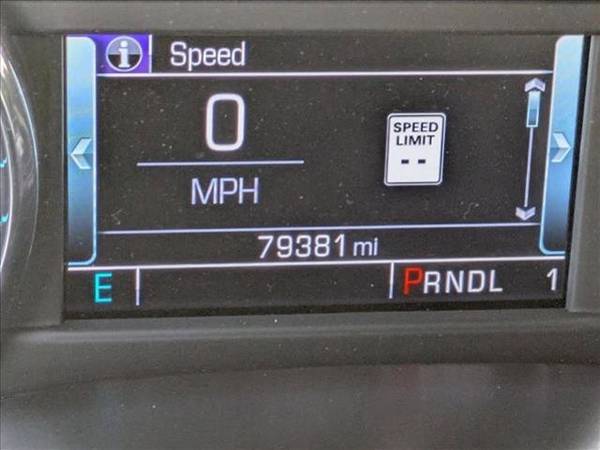 i Speed
0
MPH
SPEED
LIMIT
--
79381 mi
E PRNDL 1